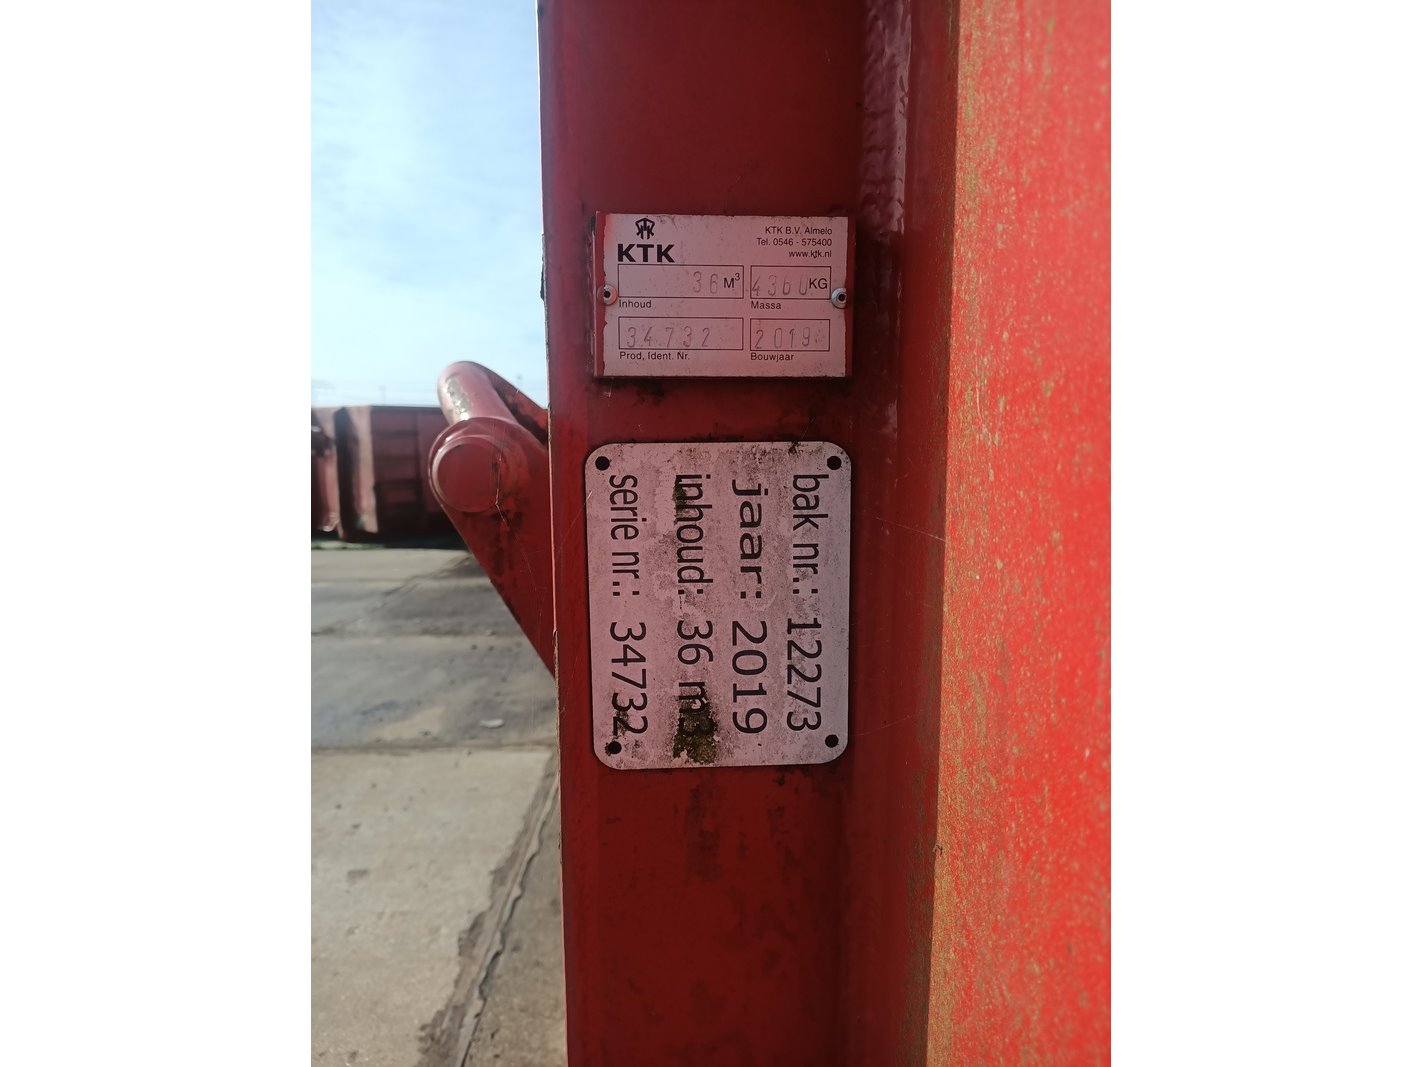 KTK
KTK B.V. Almelo
Tel. 0546 - 575400
www.ktk.nl
36 M³
Inhoud
4360 KG
Massa
34732
Prod, Ident. Nr.
2019
Bouwjaar
bak nr.: 12273
jaar: 2019
inhoud: 36 m3
serie nr.: 34732